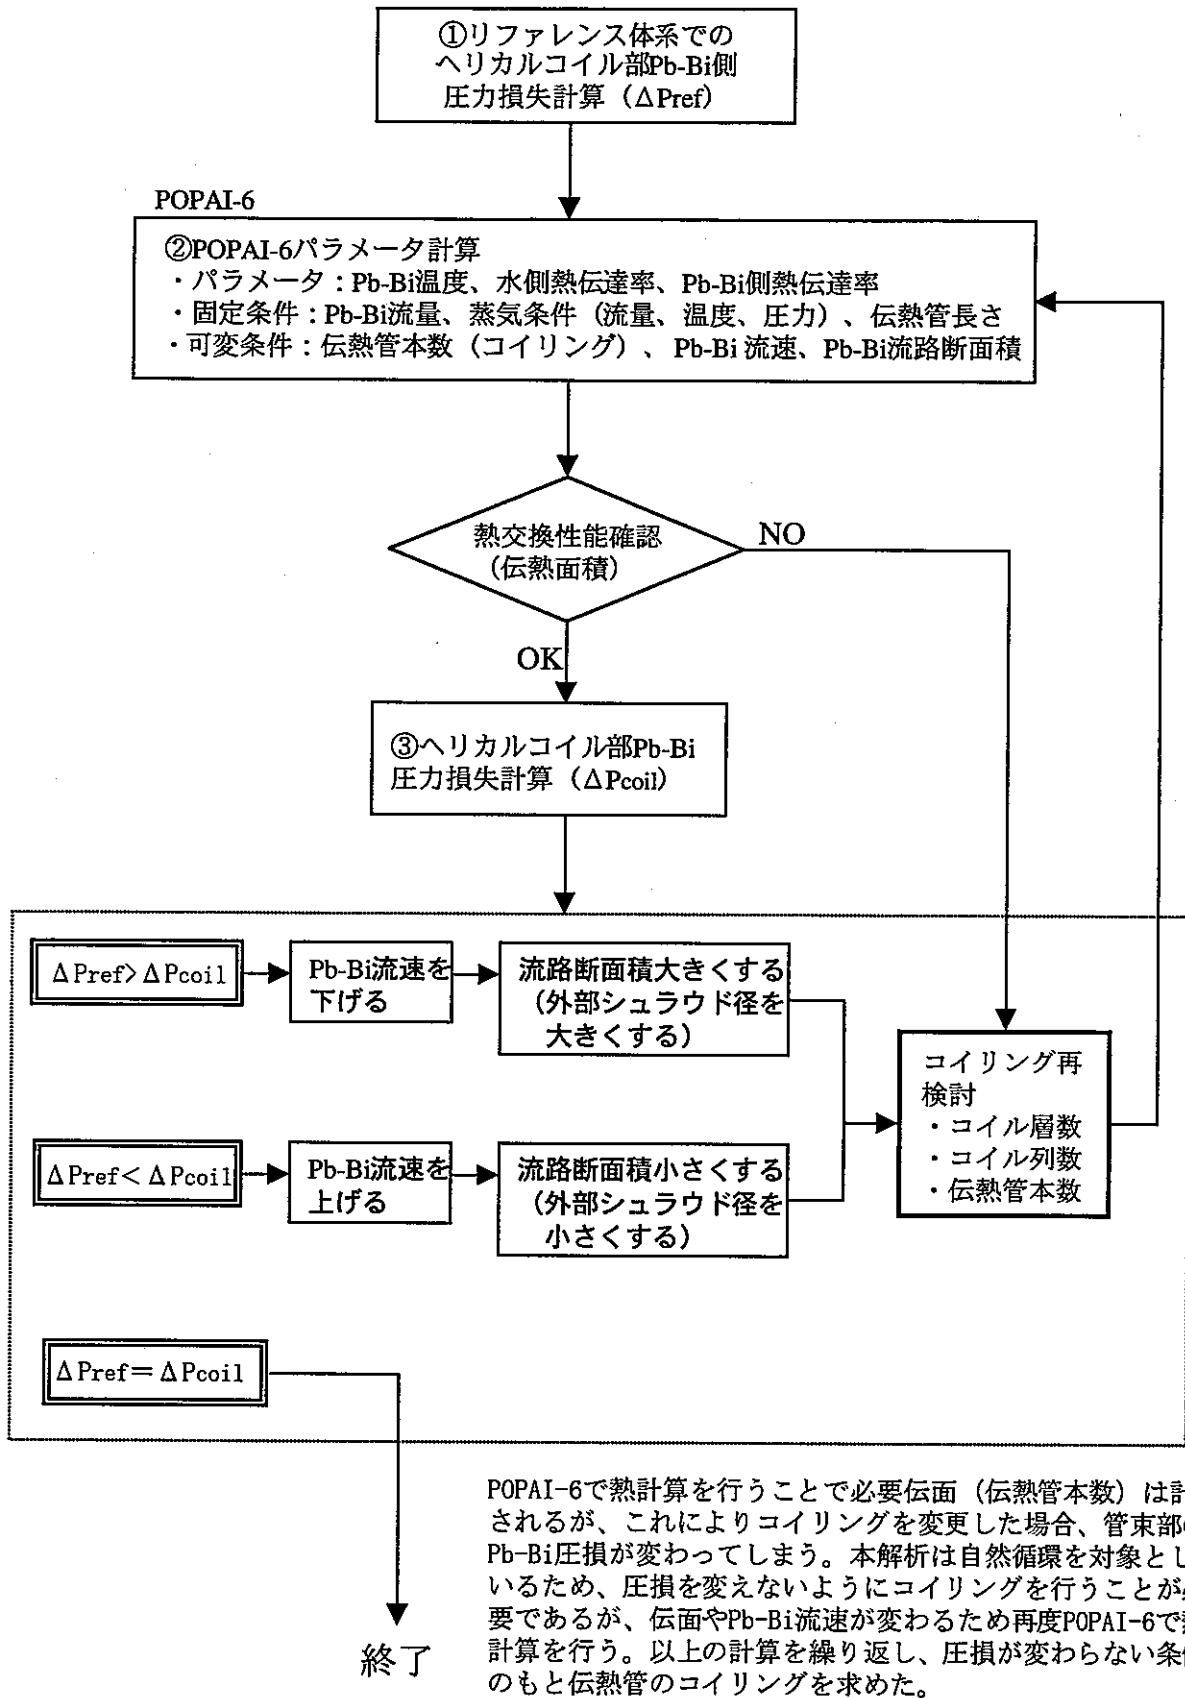 ①リファレンス体系での
ヘリカルコイル部Pb-Bi側
圧力損失計算（ΔPref）
POPAI-6
②POPAI-6パラメータ計算
・パラメータ：Pb-Bi温度、水側熱伝達率、Pb-Bi側熱伝達率
・固定条件：Pb-Bi流量、蒸気条件（流量、温度、圧力）、伝熱管長さ
・可変条件：伝熱管本数（コイリング）、Pb-Bi 流速、Pb-Bi流路断面積
熱交換性能確認
（伝熱面積）
NO
OK
③ヘリカルコイル部Pb-Bi
圧力損失計算（ΔPcoil）
ΔPref>ΔPcoil
Pb-Bi流速を
下げる
流路断面積大きくする
（外部シュラウド径を
大きくする）
コイリング再
検討
・コイル層数
・コイル列数
・伝熱管本数
ΔPref<ΔPcoil
Pb-Bi流速を
上げる
流路断面積小さくする
（外部シュラウド径を
小さくする）
ΔPref＝ΔPcoil
終了
POPAI-6で熱計算を行うことで必要伝面（伝熱管本数）は計
されるが、これによりコイリングを変更した場合、管束部
Pb-Bi圧損が変わってしまう。本解析は自然循環を対象とし
いるため、圧損を変えないようにコイリングを行うことが
要であるが、伝面やPb-Bi流速が変わるため再度POPAI-6で
計算を行う。以上の計算を繰り返し、圧損が変わらない条
のもと伝熱管のコイリングを求めた。